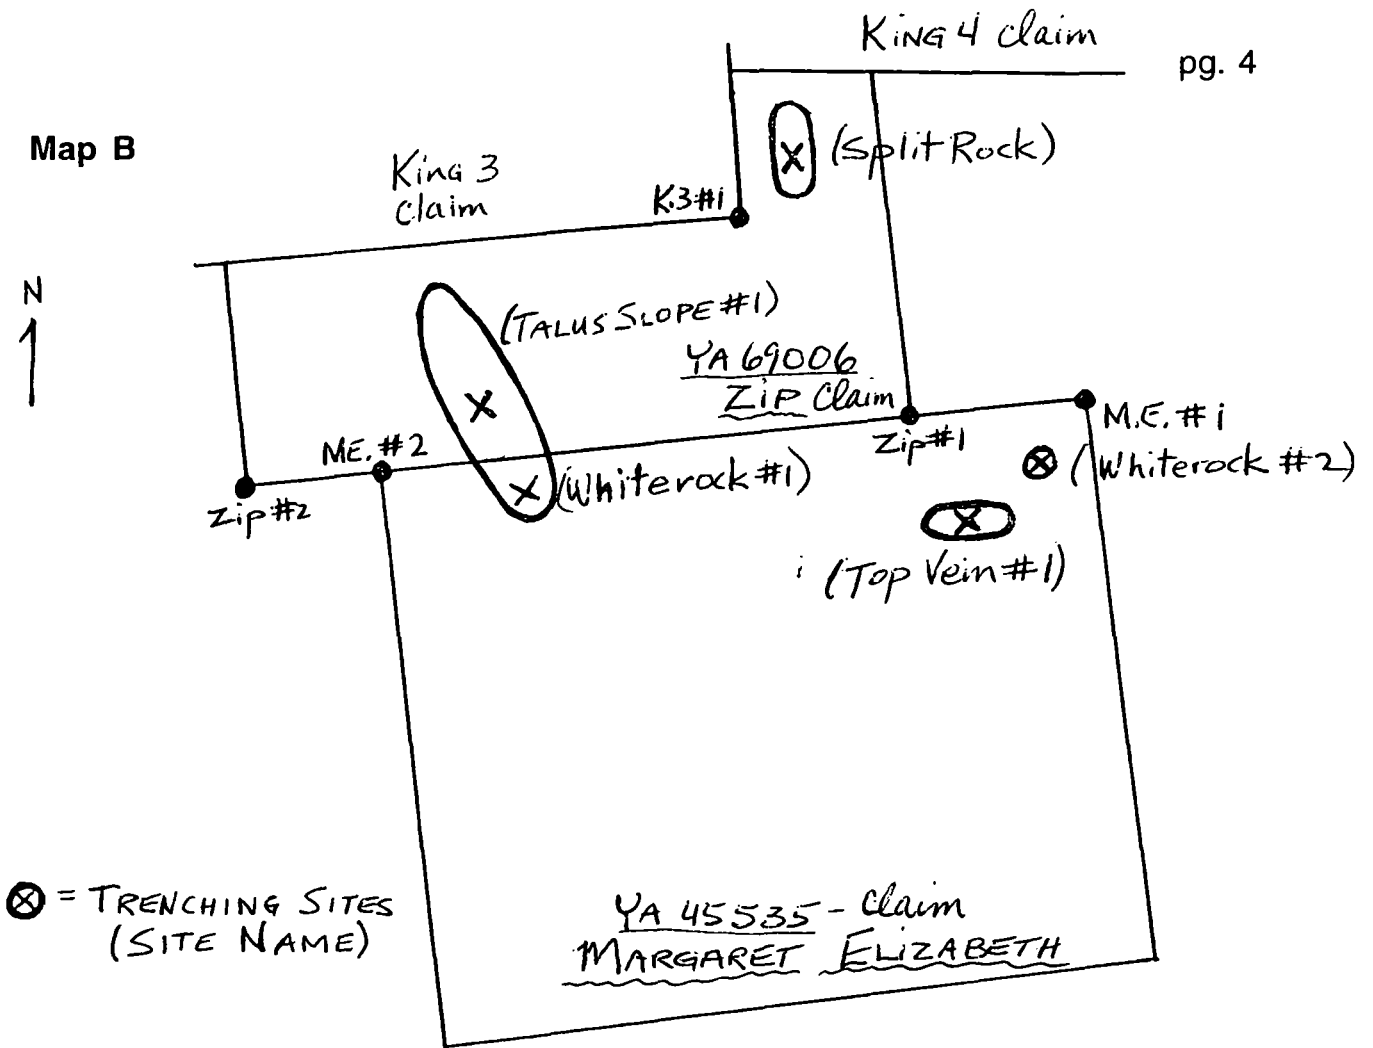 King 4 Claim
pg. 4
Map B
(Split Rock)
King 3
Claim
K.3#1
N
(TALUS SLOPE #1)
YA 69006
Zip Claim
M.E. #1
ME. #2
Zip #1
(Whiterock #2)
(Whiterock #1)
Zip #2
(Top Vein #1)
= TRENCHING SITES
(SITE NAME)
YA 45535 - Claim
MARGARET ELIZABETH